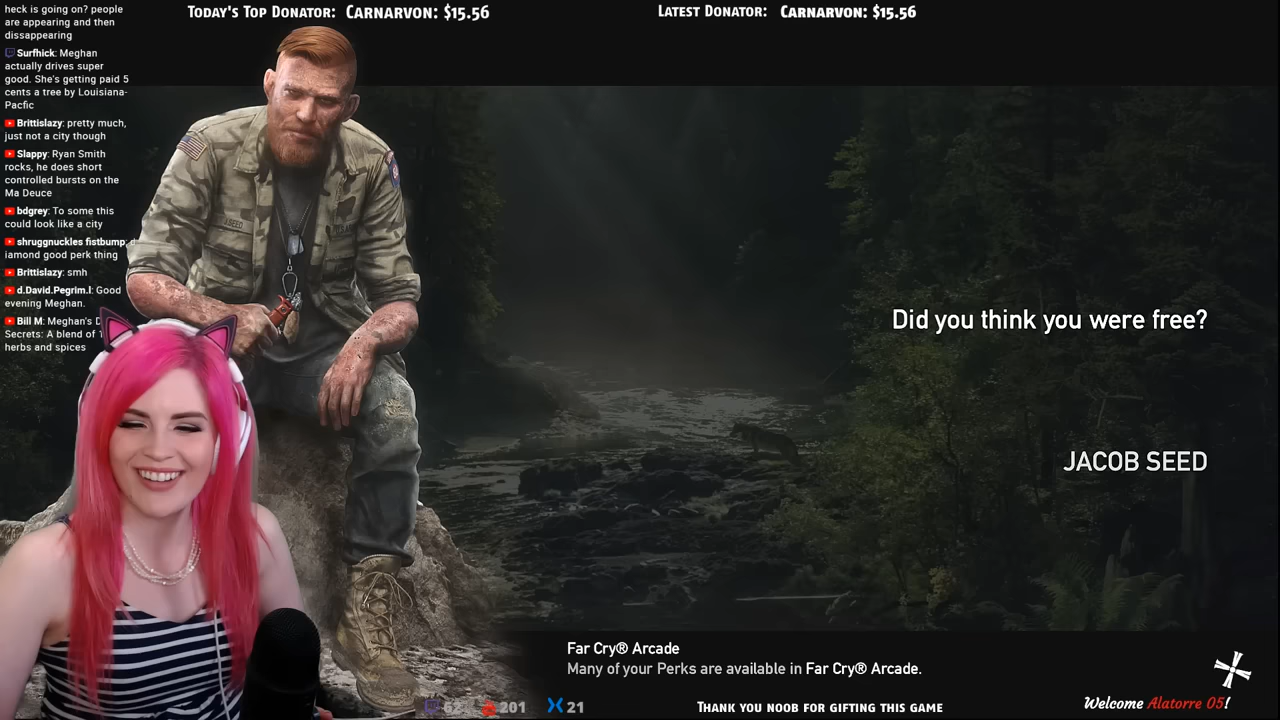 Today's Top Donator: Carnarvon: $15.56
Latest Donator: Carnarvon: $15.56
heck is going on? people
are appearing and then
dissappearing
Surfhick: Meghan
actually drives super
good. She's getting paid 5
cents a tree by Louisiana-
Pacfic
Brittislazy: pretty much,
just not a city though
Slappy: Ryan Smith
rocks, he does short
controlled bursts on the
Ma Deuce
bdgrey: To some this
could look like a city
shruggnuckles fistbump: d
iamond good perk thing
Brittislazy: smh
d.David.Pegrim.I: Good
evening Meghan.
Bill M: Meghan's
Secrets: A blend of
herbs and spices
Did you think you were free?
JACOB SEED
Far Cry® Arcade
Many of your Perks are available in Far Cry® Arcade.
62 201 21
Thank you noob for gifting this game
Welcome Alatorre 05!